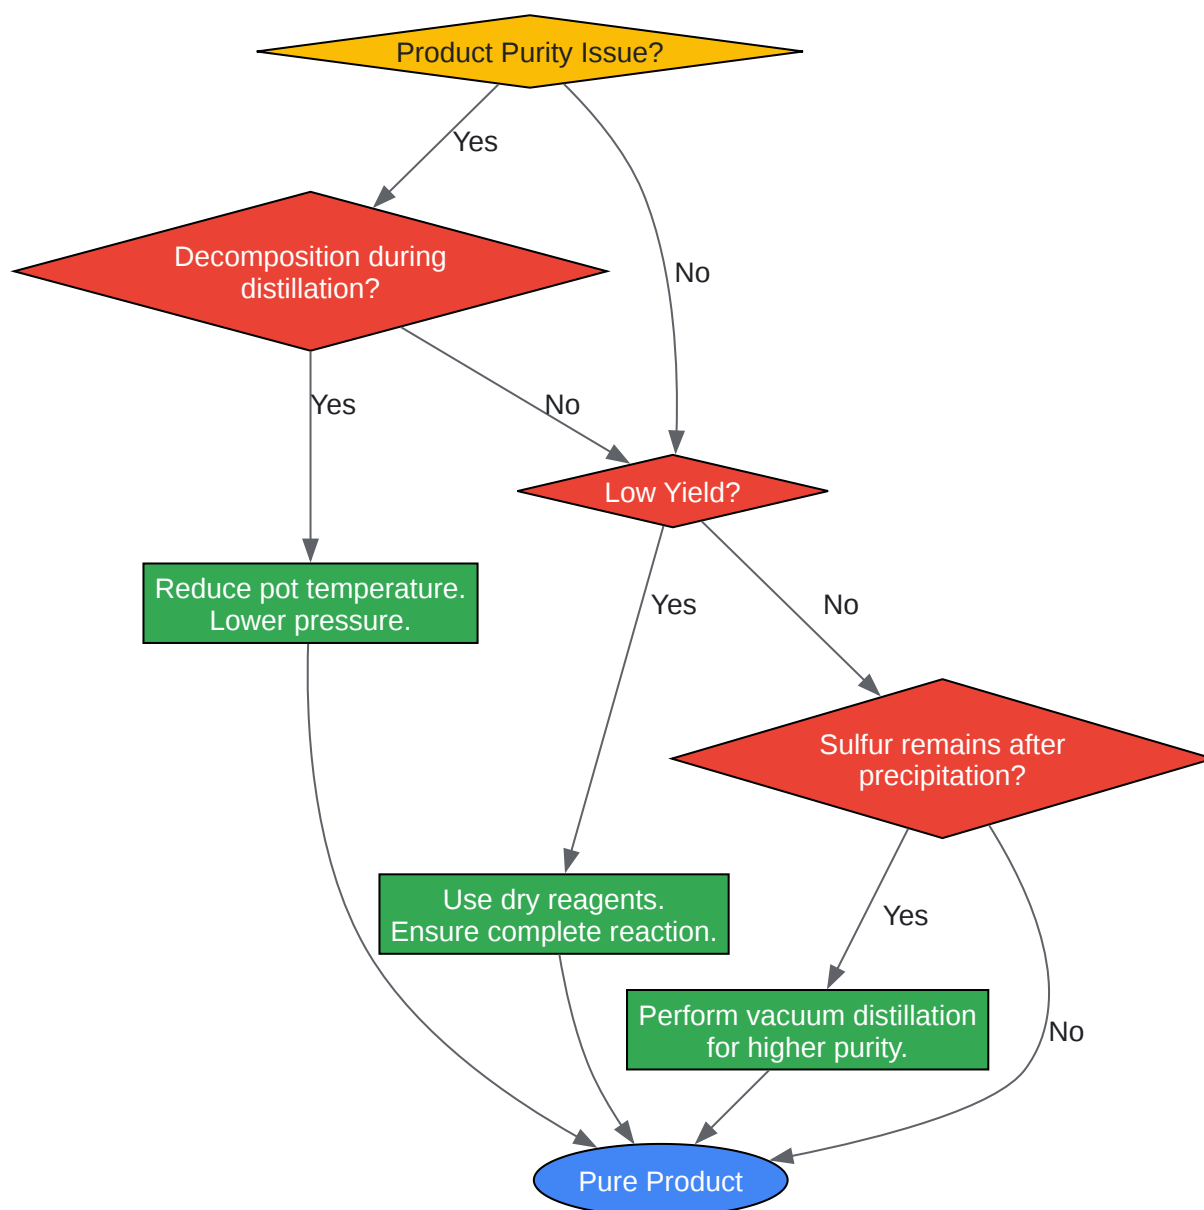 Product Purity Issue?
Yes
Decomposition during
distillation?
No
Yes
No
Low Yield?
Reduce pot temperature.
Lower pressure.
Yes
No
Sulfur remains after
precipitation?
Use dry reagents.
Ensure complete reaction.
Yes
Perform vacuum distillation
for higher purity.
No
Pure Product